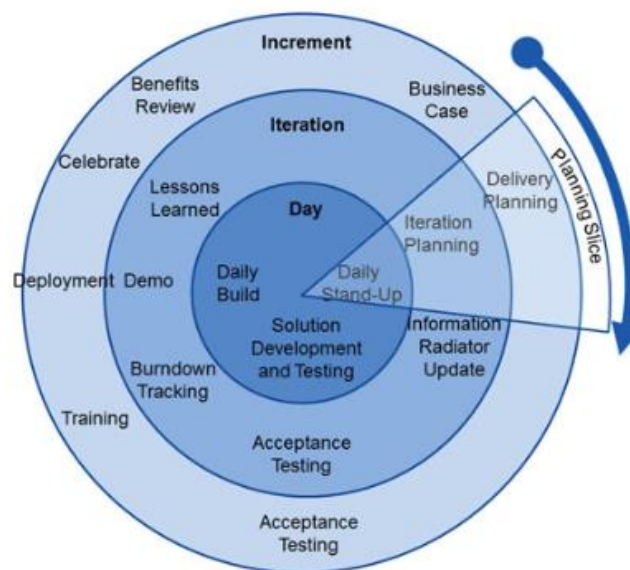 Increment
Benefits
Review
Business
Case
Iteration
Celebrate
Lessons
Learned
Day
Delivery
Planning
Planning Slice
Iteration
Planning
Deployment
Demo
Daily
Build
Daily
Stand-Up
Solution
Development
and Testing
Information
Radiator
Update
Burndown
Tracking
Training
Acceptance
Testing
Acceptance
Testing